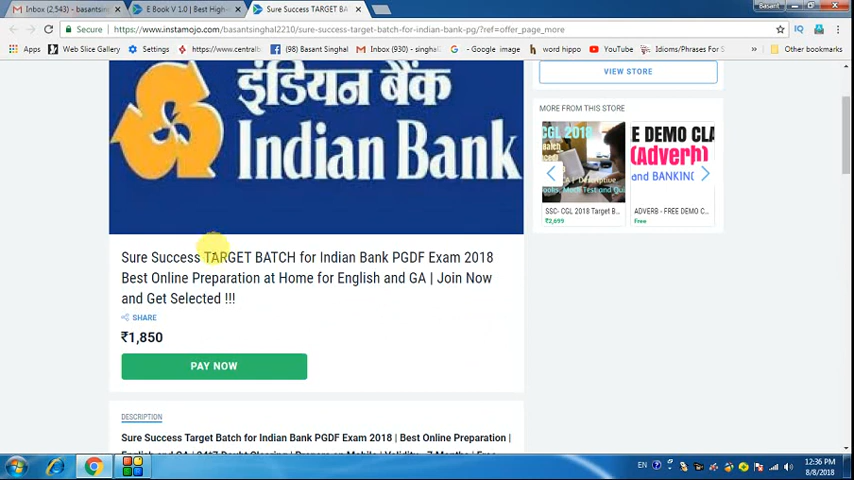 Basant
Inbox (2,543) - basants
E Book V 1.0 | Best High
Sure Success TARGET BA
Secure
https://www.instamojo.com/basantsinghal2210/sure-success-target-batch-for-indian-bank-pg/?ref=offer_page_more
Apps
Web Slice Gallery
Settings
https://www.centralb
(98) Basant Singhal
Inbox (930) - singha
- Google image
word hippo
YouTube
Idioms/Phrases For S
Other bookmarks
इंडियन बैंक
Indian Bank
VIEW STORE
MORE FROM THIS STORE
CGL 2018
Batch
E DEMO CLA
(Adverb)
and BANKING
SSC- CGL 2018 Target B...
₹2,699
ADVERB - FREE DEMO C...
Free
Sure Success TARGET BATCH for Indian Bank PGDF Exam 2018
Best Online Preparation at Home for English and GA | Join Now
and Get Selected !!!
SHARE
₹1,850
PAY NOW
DESCRIPTION
Sure Success Target Batch for Indian Bank PGDF Exam 2018 | Best Online Preparation |
EN
12:36 PM
8/8/2018